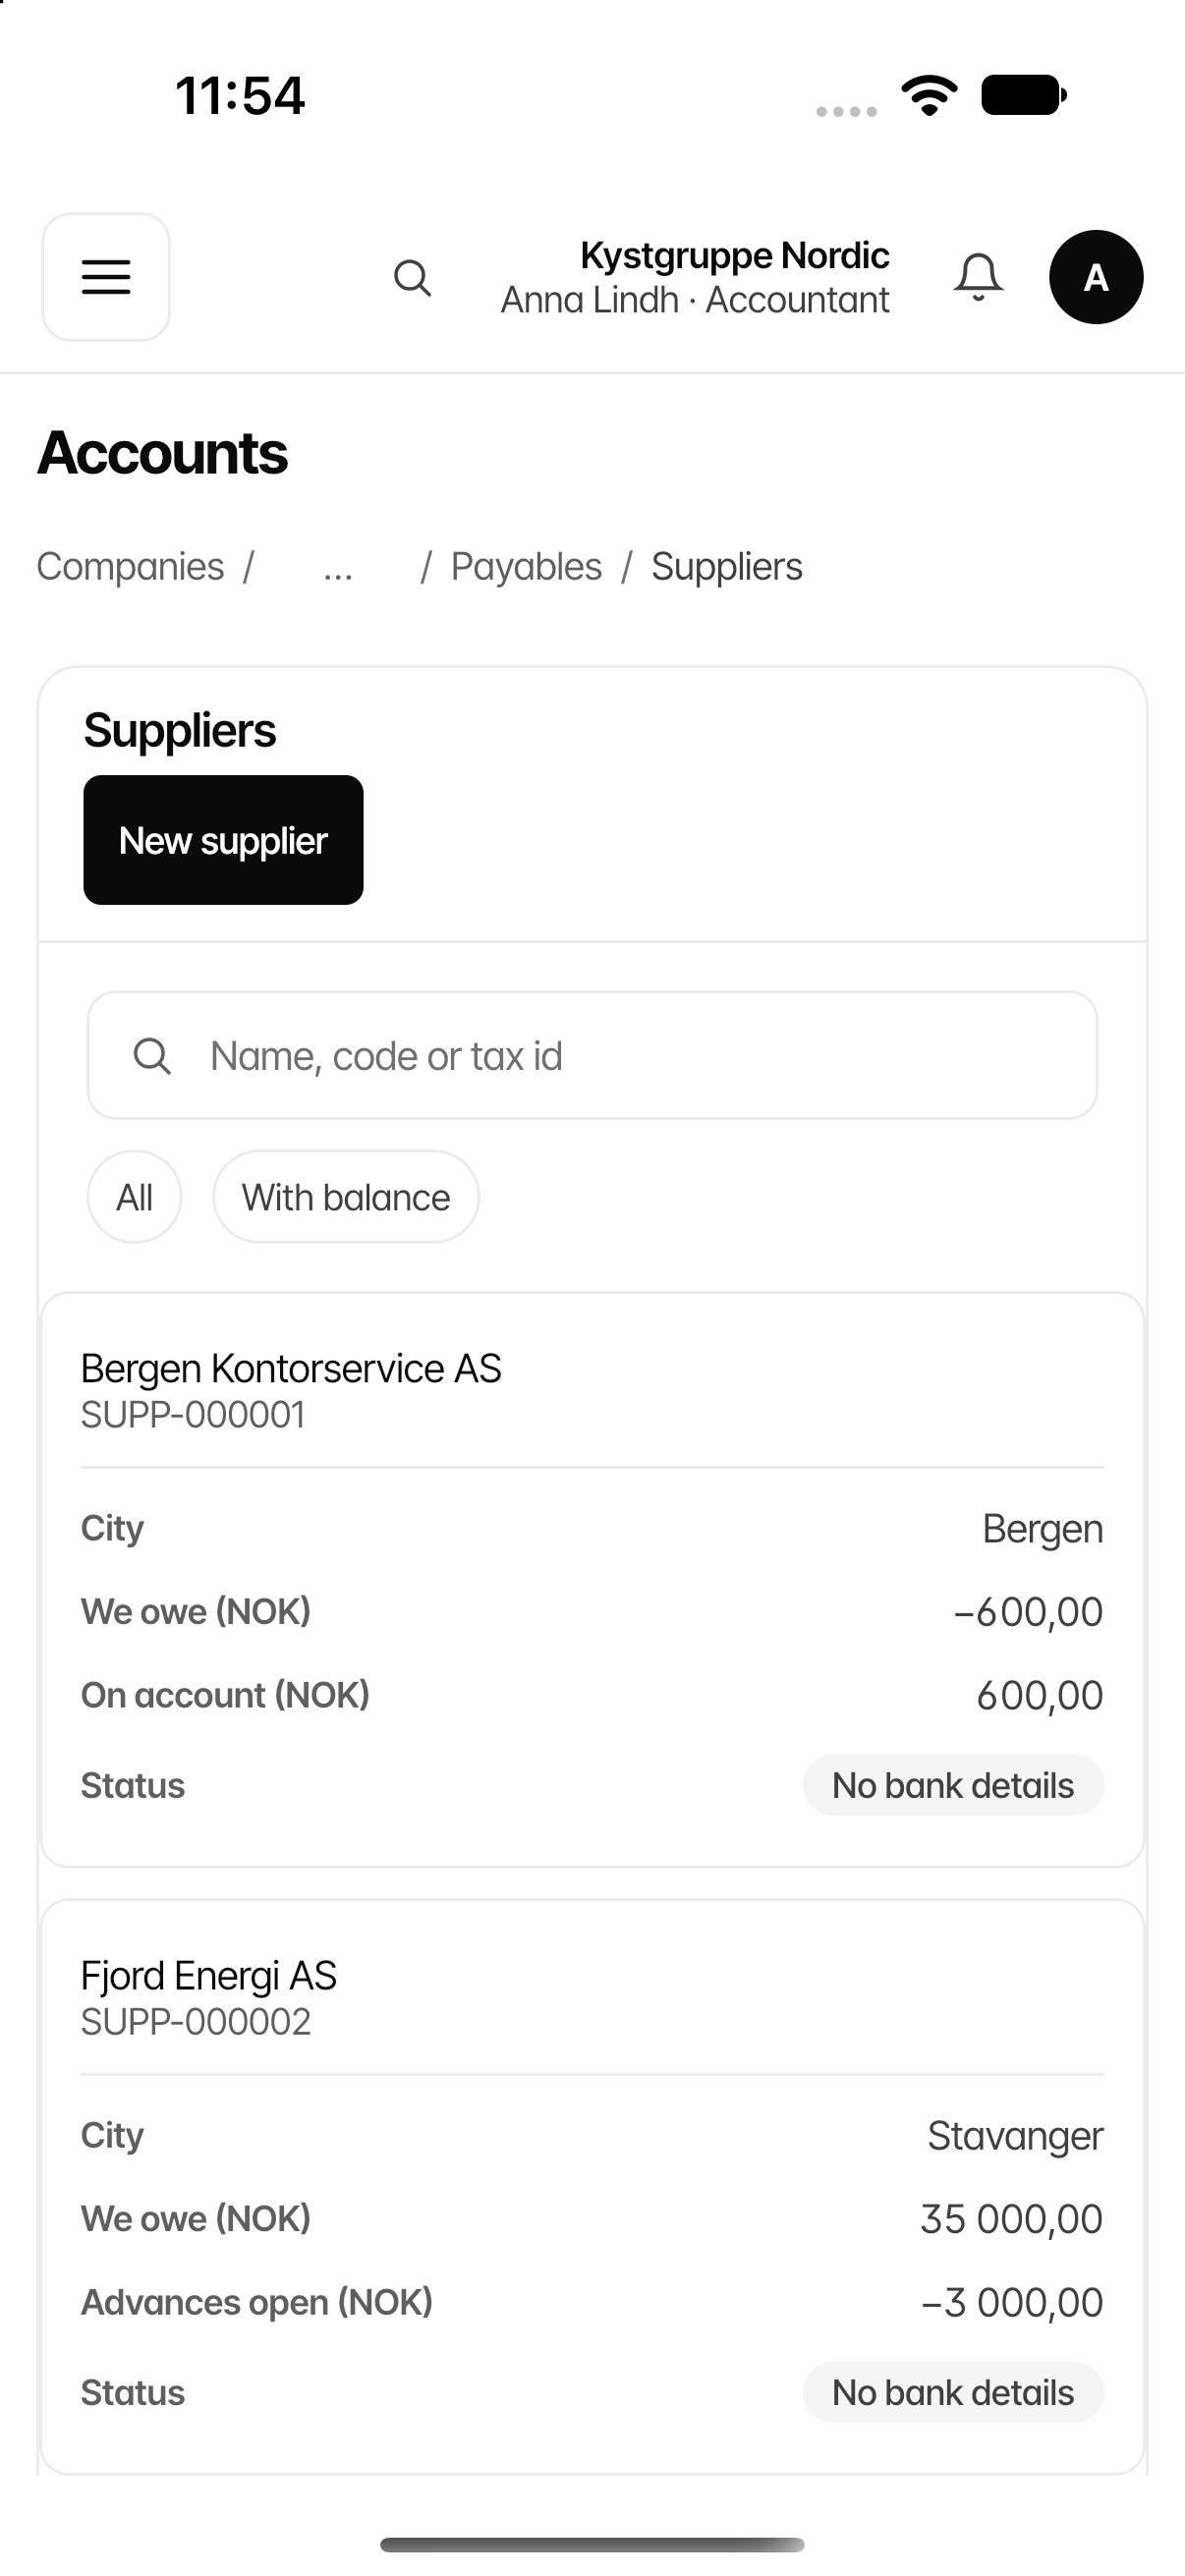 11:54
Kystgruppe Nordic
Anna Lindh · Accountant
A
Accounts
Companies / ... / Payables / Suppliers
Suppliers
New supplier
Name, code or tax id
All With balance
Bergen Kontorservice AS
SUPP-000001
City Bergen
We owe (NOK) −600,00
On account (NOK) 600,00
Status No bank details
Fjord Energi AS
SUPP-000002
City Stavanger
We owe (NOK) 35 000,00
Advances open (NOK) −3 000,00
Status No bank details